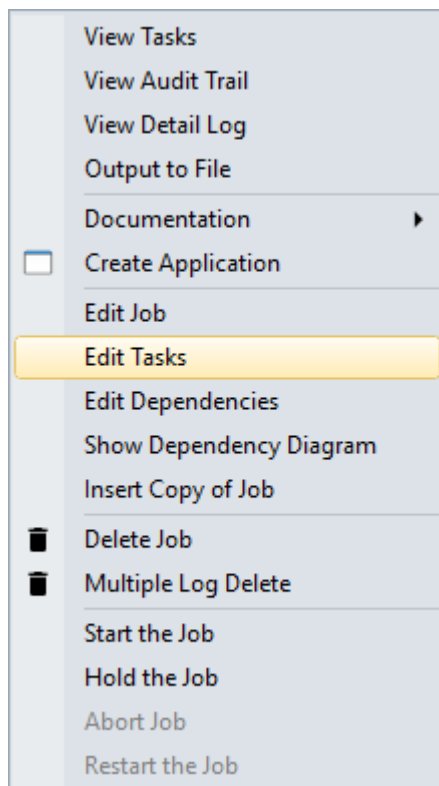 View Tasks
View Audit Trail
View Detail Log
Output to File
Documentation
Create Application
Edit Job
Edit Tasks
Edit Dependencies
Show Dependency Diagram
Insert Copy of Job
Delete Job
Multiple Log Delete
Start the Job
Hold the Job
Abort Job
Restart the Job